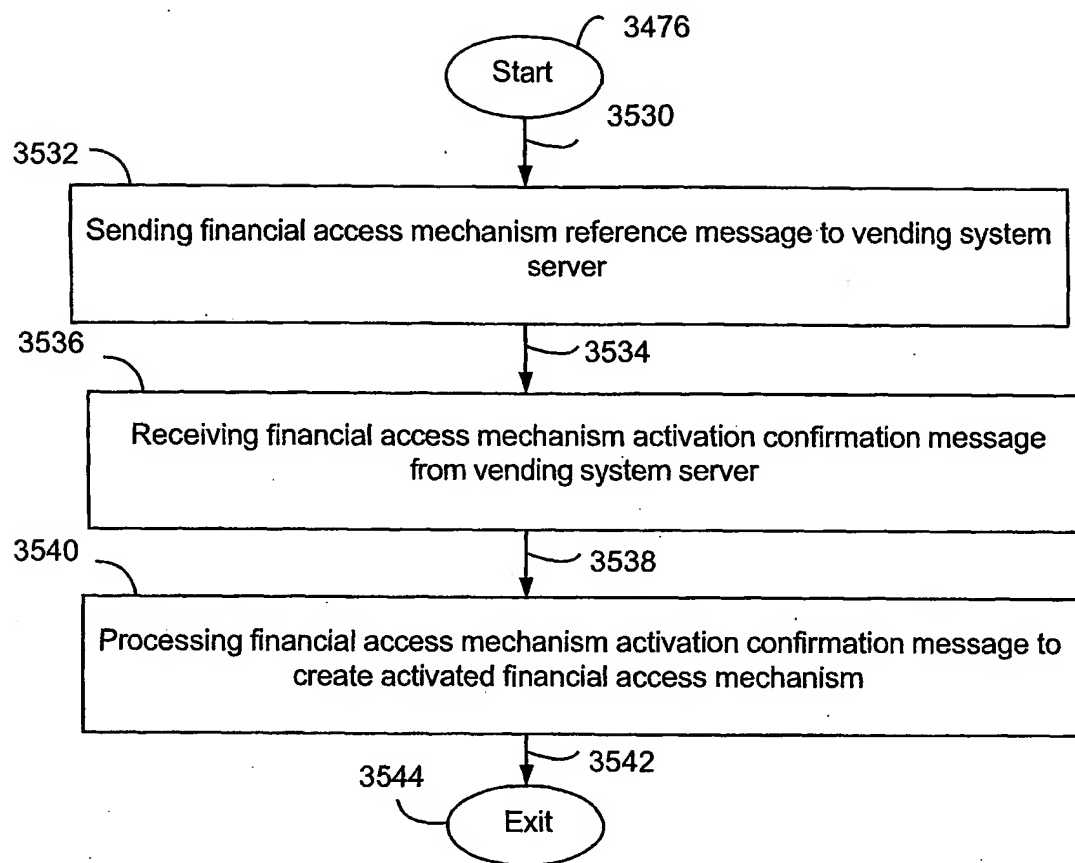 3476
Start
3530
3532
Sending financial access mechanism reference message to vending system
server
3534
3536
Receiving financial access mechanism activation confirmation message
from vending system server
3538
3540
Processing financial access mechanism activation confirmation message to
create activated financial access mechanism
3542
3544
Exit